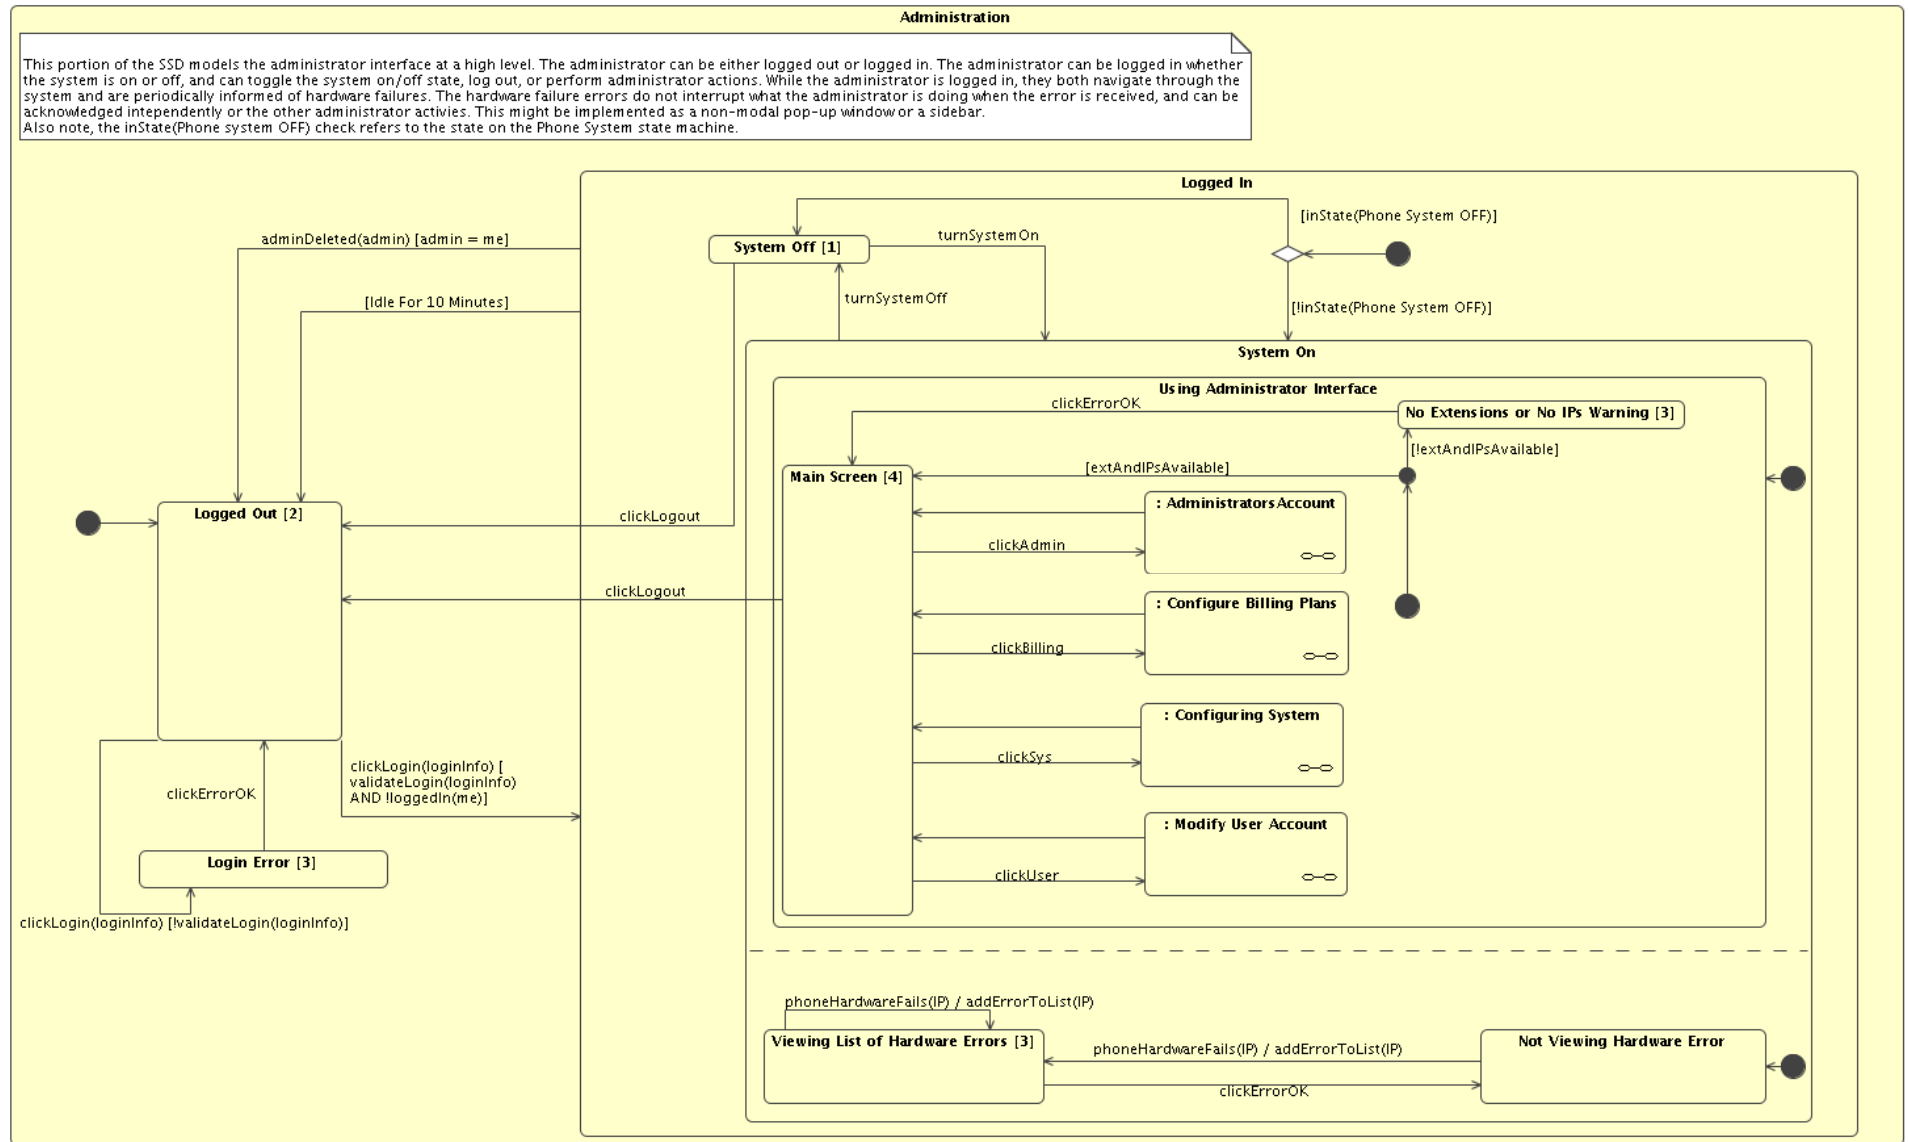 Administration
This portion of the SSD models the administrator interface at a high level. The administrator can be either logged out or logged in. The administrator can be logged in whether
the system is on or off, and can toggle the system on/off state, log out, or perform administrator actions. While the administrator is logged in, they both navigate through the
system and are periodically informed of hardware failures. The hardware failure errors do not interrupt what the administrator is doing when the error is received, and can be
acknowledged intependently or the other administrator activies. This might be implemented as a non-modal pop-up window or a sidebar.
Also note, the inState(Phone system OFF) check refers to the state on the Phone System state machine.
Logged In
[inState(Phone System OFF)]
adminDeleted(admin) [admin = me]
System Off [1]
turnSystemOn
[Idle For 10 Minutes]
turnSystemOff
[!inState(Phone System OFF)]
System On
Using Administrator Interface
clickErrorOK
No Extensions or No IPs Warning [3]
[!extAndIPsAvailable]
[extAndIPsAvailable]
Main Screen [4]
Logged Out [2]
clickLogout
: AdministratorsAccount
clickAdmin
clickLogout
: Configure Billing Plans
clickBilling
: Configuring System
clickSys
clickLogin(loginInfo) [
validateLogin(loginInfo)
AND !loggedIn(me)]
clickErrorOK
: Modify User Account
clickUser
Login Error [3]
clickLogin(loginInfo) [!validateLogin(loginInfo)]
phoneHardwareFails(IP) / addErrorToList(IP)
Viewing List of Hardware Errors [3]
phoneHardwareFails(IP) / addErrorToList(IP)
Not Viewing Hardware Error
clickErrorOK